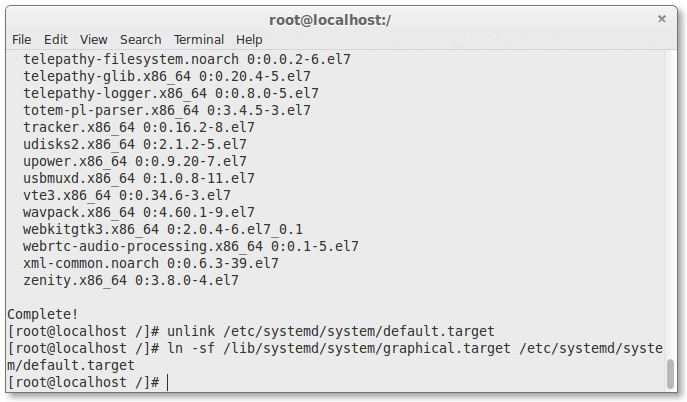 root@localhost:/
×
File Edit View Search Terminal Help
telepathy-filesystem.noarch 0:0.0.2-6.el7
telepathy-glib.x86_64 0:0.20.4-5.el7
telepathy-logger.x86_64 0:0.8.0-5.el7
totem-pl-parser.x86_64 0:3.4.5-3.el7
tracker.x86_64 0:0.16.2-8.el7
udisks2.x86_64 0:2.1.2-5.el7
upower.x86_64 0:0.9.20-7.el7
usbmuxd.x86_64 0:1.0.8-11.el7
vte3.x86_64 0:0.34.6-3.el7
wavpack.x86_64 0:4.60.1-9.el7
webkitgtk3.x86_64 0:2.0.4-6.el7_0.1
webrtc-audio-processing.x86_64 0:0.1-5.el7
xml-common.noarch 0:0.6.3-39.el7
zenity.x86_64 0:3.8.0-4.el7
Complete!
[root@localhost /]# unlink /etc/systemd/system/default.target
[root@localhost /]# ln -sf /lib/systemd/system/graphical.target /etc/systemd/syste
m/default.target
[root@localhost /]#